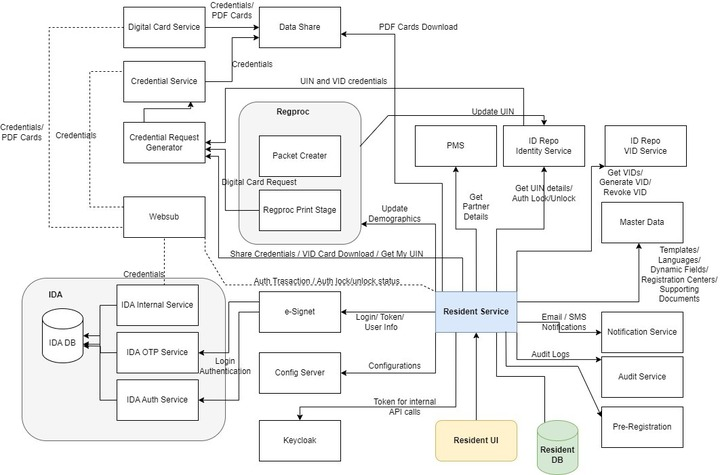 Credentials/
PDF Cards
Digital Card Service
Data Share
PDF Cards Download
Credentials
Credential Service
UIN and VID credentials
Regproc
Update UIN
Credentials/
PDF Cards
Credentials
Credential Request
Generator
Packet Creater
PMS
ID Repo
Identity Service
ID Repo
VID Service
Digital Card Request
Get VIDs/
Generate VID/
Revoke VID
Get UIN details/
Auth Lock/Unlock
Get
Partner
Details
Websub
Regproc Print Stage
Update
Demographics
Master Data
Share Credentials / VID Card Download / Get My UIN
Templates/
Languages/
Dynamic Fields/
Registration Centers/
Supporting
Documents
Credentials
Auth Trasaction / Auth lock/unlock status
IDA
IDA Internal Service
e-Signet
Login/ Token/
User Info
Resident Service
Email / SMS
Notifications
Notification Service
IDA DB
IDA OTP Service
Login
Authentication
Config Server
Configurations
Audit Logs
Audit Service
IDA Auth Service
Token for internal
API calls
Keycloak
Resident UI
Resident
DB
Pre-Registration